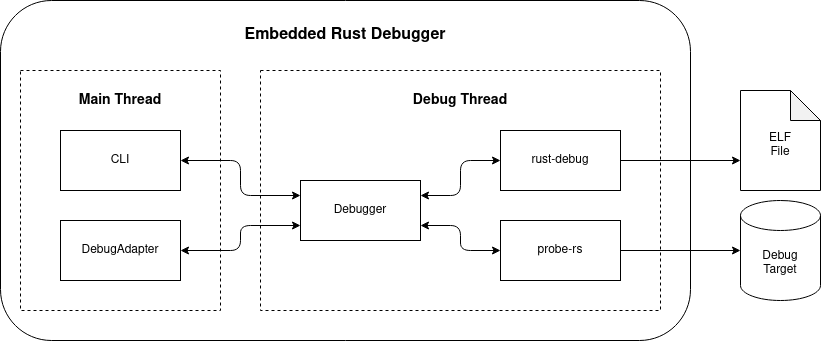 Embedded Rust Debugger
Main Thread
Debug Thread
CLI
rust-debug
ELF
File
Debugger
DebugAdapter
probe-rs
Debug
Target